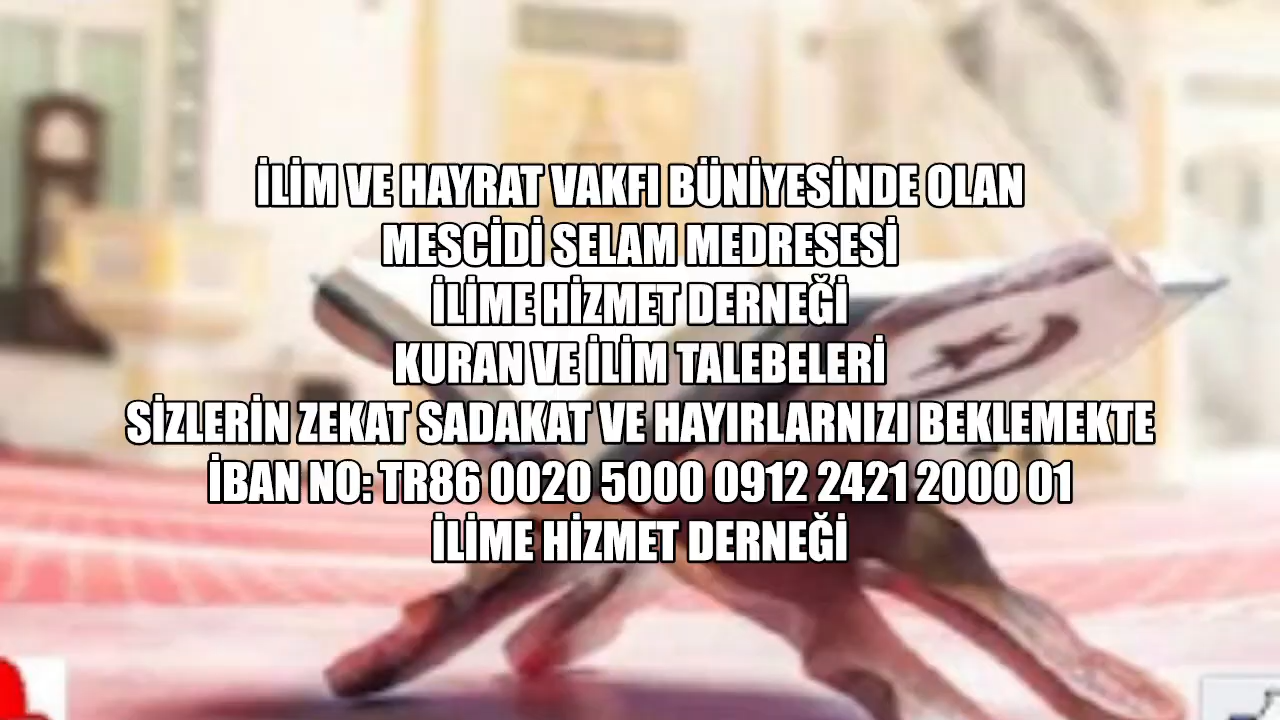 İLİM VE HAYRAT VAKFI BÜNİYESİNDE OLAN
MESCİDİ SELAM MEDRESESİ
İLİME HİZMET DERNEĞİ
KURAN VE İLİM TALEBELERİ
SİZLERİN ZEKAT SADAKAT VE HAYIRLARNIZI BEKLEMEKTE
İBAN NO: TR86 0020 5000 0912 2421 2000 01
İLİME HİZMET DERNEĞİ